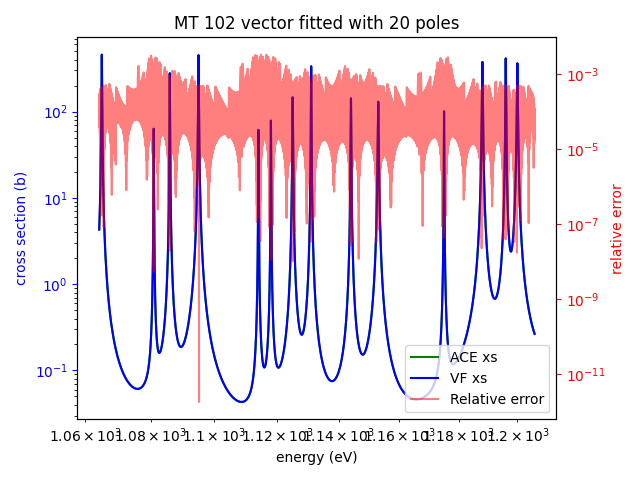 MT 102 vector fitted with 20 poles
cross section (b)
10²
10¹
10⁰
10⁻¹
10⁻³
10⁻⁵
10⁻⁷
10⁻⁹
10⁻¹¹
relative error
ACE xs
VF xs
Relative error
1.06 × 10³ 1.08 × 10³ 1.1 × 10³ 1.12 × 10³ 1.14 × 10³ 1.16 × 10³ 1.18 × 10³ 1.2 × 10³
energy (eV)